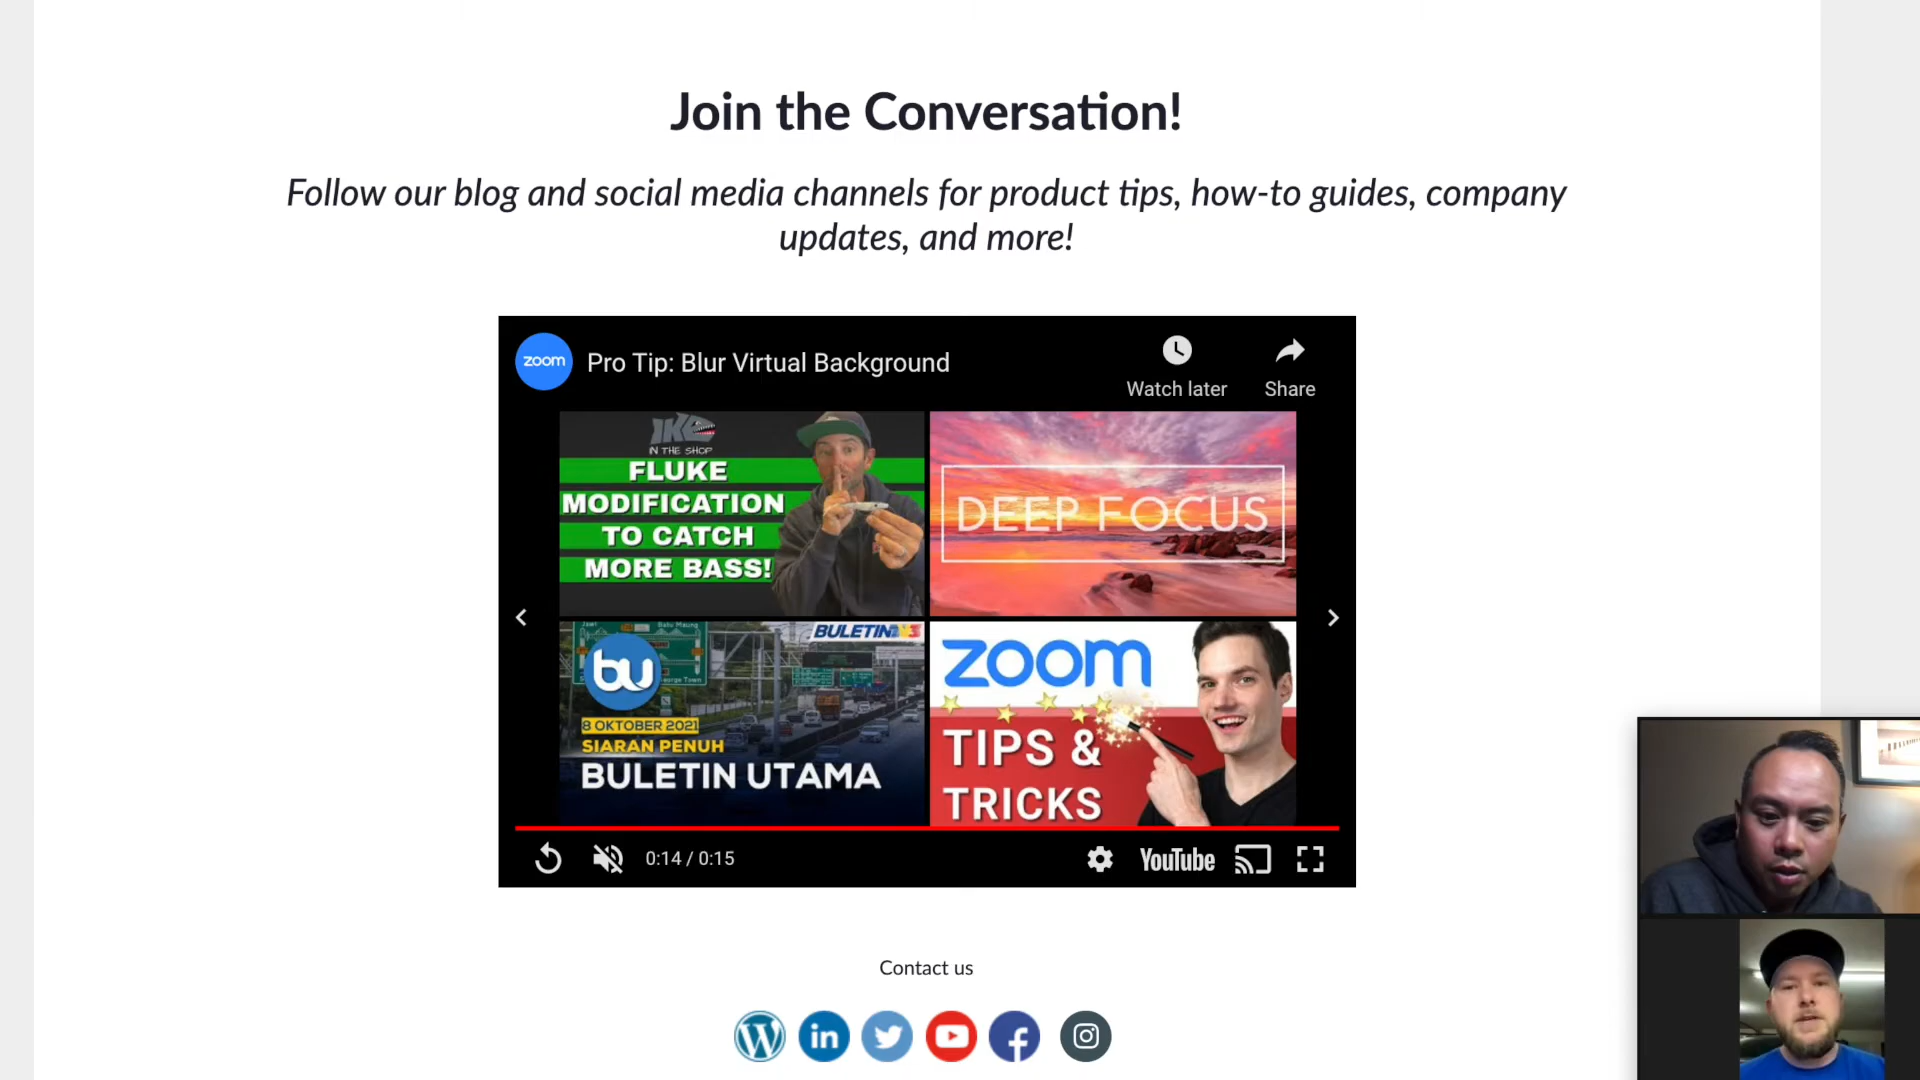 Join the Conversation!
Follow our blog and social media channels for product tips, how-to guides, company
updates, and more!
zoom
Pro Tip: Blur Virtual Background
Watch later
Share
IKE
IN THE SHOP
FLUKE
MODIFICATION
TO CATCH
MORE BASS!
DEEP FOCUS
BULETIN TV3
bu
8 OKTOBER 2021
SIARAN PENUH
BULETIN UTAMA
zoom
TIPS &
TRICKS
0:14 / 0:15
YouTube
Contact us
in